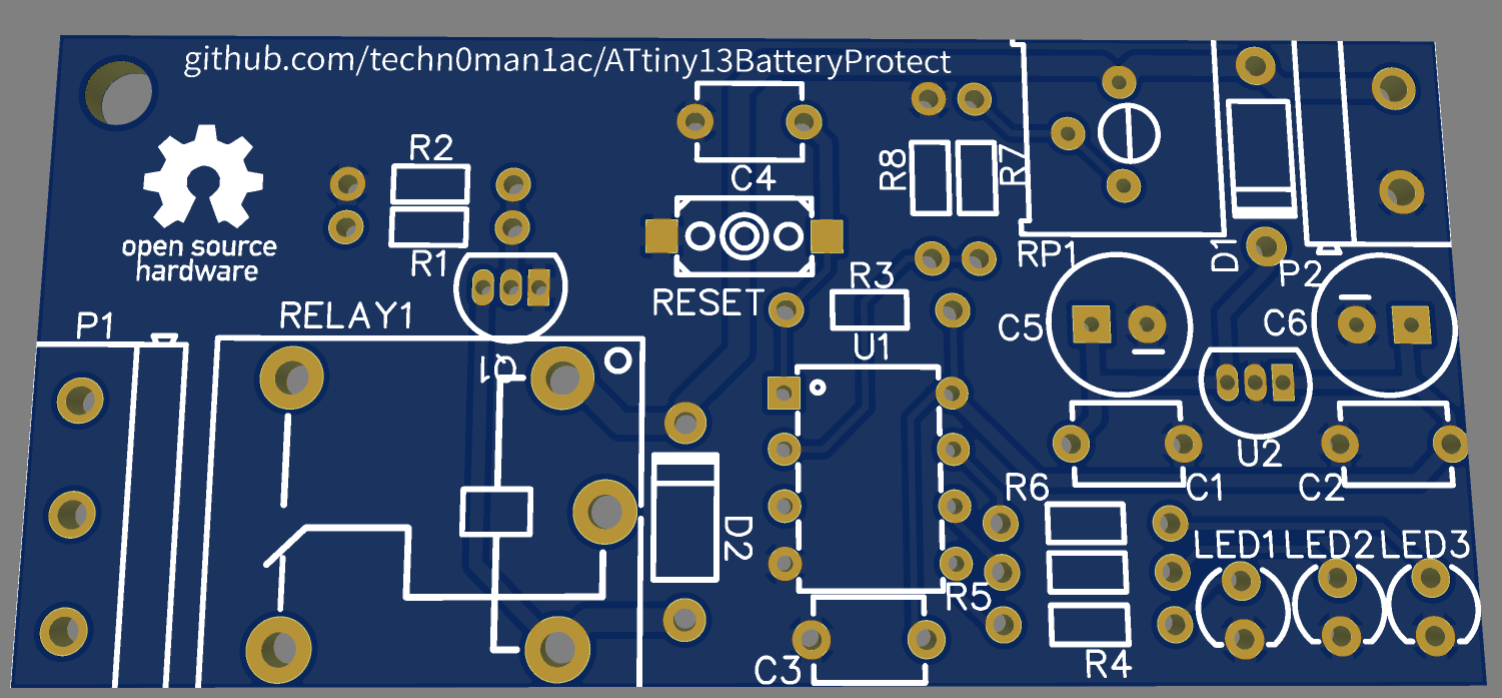 github.com/techn0man1ac/ATtiny13BatteryProtect
R2
C4
R8
R7
open source
hardware
R1
RP1
D1
P2
RESET
R3
P1
RELAY1
C5
C6
U1
Q1
U2
R6
C1
C2
D2
LED1
LED2
LED3
R5
C3
R4